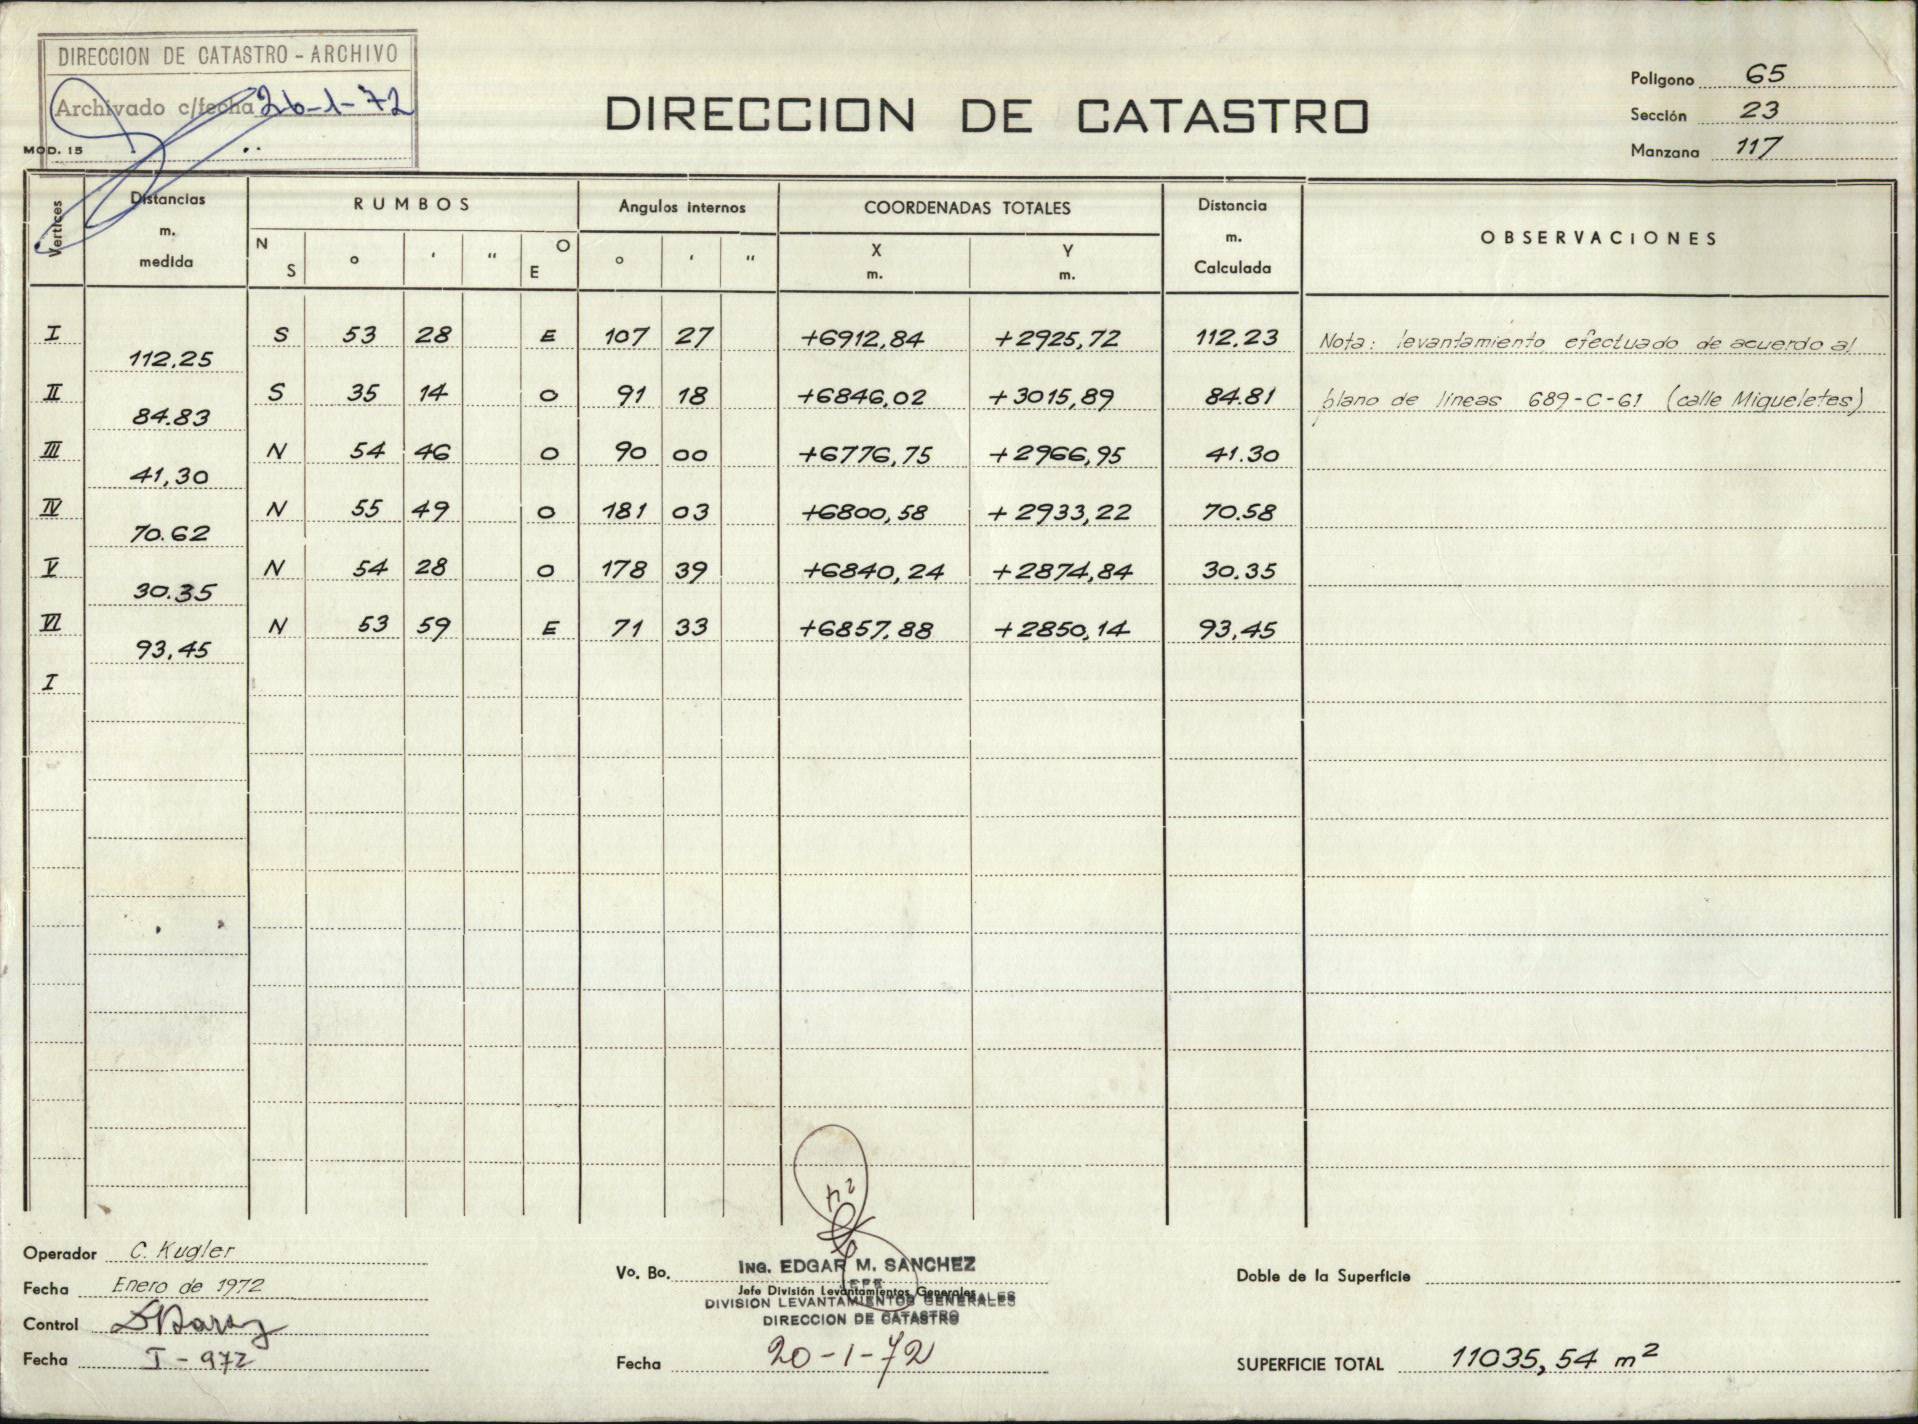 DIRECCION DE CATASTRO - ARCHIVO
Archivado c/fecha 26-1-72
MOD. 15
DIRECCION DE CATASTRO
Poligono 65
Sección 23
Manzana 117
Vertices Distancias m. medida RUMBOS Angulos internos COORDENADAS TOTALES Distancia m. Calculada OBSERVACIONES
N S ° ' " O E ° ' " X m. Y m.
I S 53 28 E 107 27 +6912,84 +2925,72 112.23 Nota: levantamiento efectuado de acuerdo al
112,25
II S 35 14 O 91 18 +6846,02 +3015,89 84.81 plano de lineas 689-C-61 (calle Migueletes)
84.83
III N 54 46 O 90 00 +6776,75 +2966,95 41.30
41,30
IV N 55 49 O 181 03 +6800,58 +2933,22 70.58
70.62
V N 54 28 O 178 39 +6840,24 +2874,84 30.35
30.35
VI N 53 59 E 71 33 +6857,88 +2850,14 93,45
93,45
I
Operador C. Kugler
Fecha Enero de 1972
Control
Fecha I-972
Vo. Bo. ING. EDGAR M. SANCHEZ
JEFE
Jefe División Levantamientos Generales
DIVISION LEVANTAMIENTOS GENERALES
DIRECCION DE CATASTRO
Fecha 20-1-72
Doble de la Superficie
SUPERFICIE TOTAL 11035,54 m²